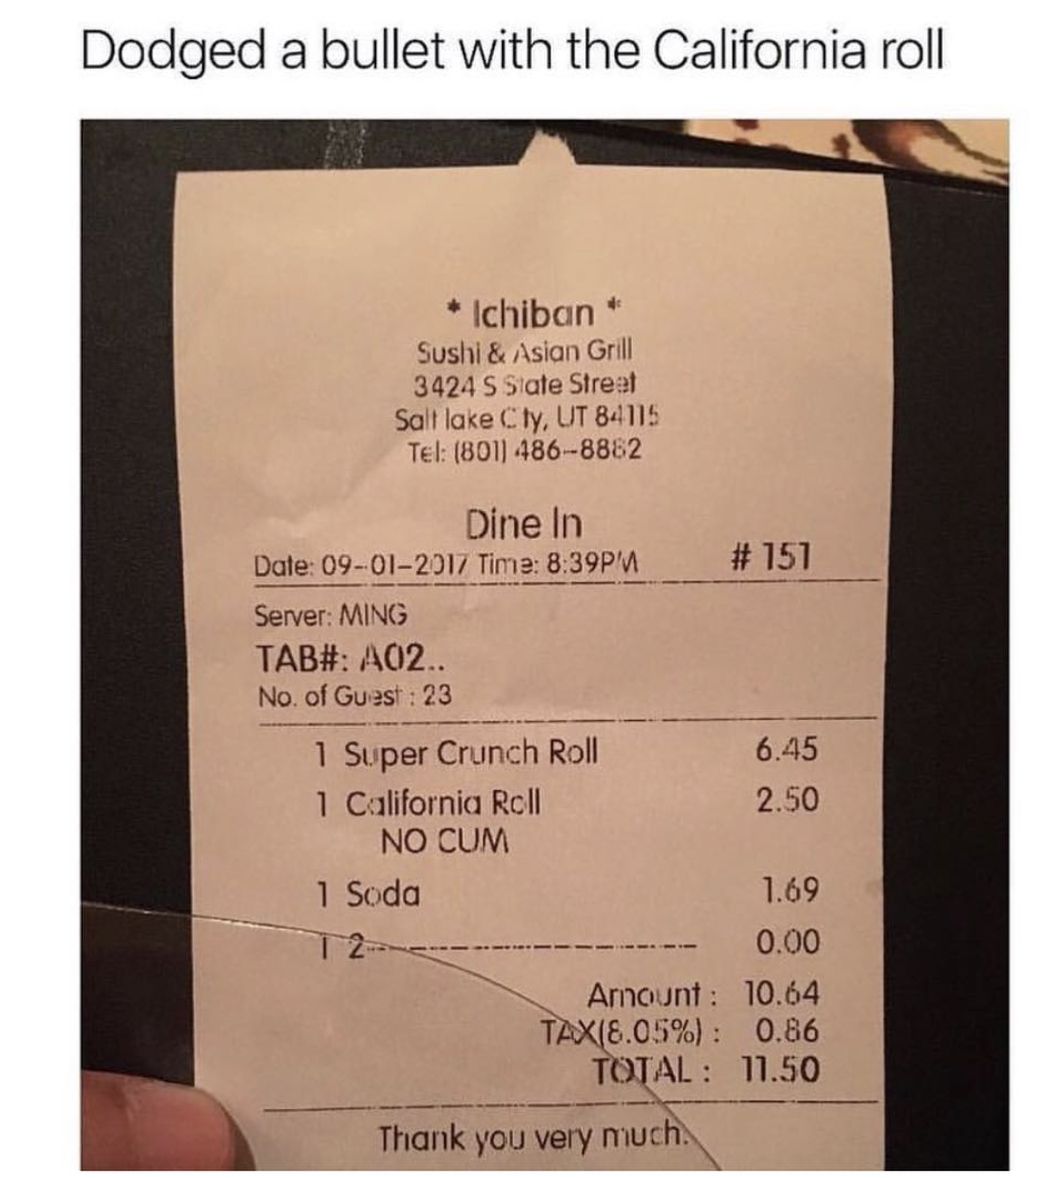 Dodged a bullet with the California roll
* Ichiban *
Sushi & Asian Grill
3424 S State Street
Salt lake City, UT 84115
Tel: (801) 486-8882
Dine In
Date: 09-01-2017 Time: 8:39PM # 151
Server: MING
TAB#: A02..
No. of Guest : 23
1 Super Crunch Roll 6.45
1 California Roll 2.50
NO CUM
1 Soda 1.69
1 2-------------------- 0.00
Amount : 10.64
TAX(8.05%) : 0.86
TOTAL : 11.50
Thank you very much.